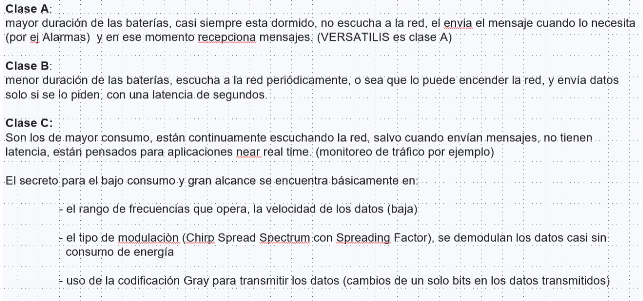 Clase A:
mayor duración de las baterías, casi siempre esta dormido, no escucha a la red, el envia el mensaje cuando lo necesita
(por ej Alarmas) y en ese momento recepciona mensajes. (VERSATILIS es clase A)
Clase B:
menor duración de las baterías, escucha a la red periódicamente, o sea que lo puede encender la red, y envía datos
solo si se lo piden; con una latencia de segundos.
Clase C:
Son los de mayor consumo, están continuamente escuchando la red, salvo cuando envían mensajes, no tienen
latencia, están pensados para aplicaciones near real time. (monitoreo de tráfico por ejemplo)
El secreto para el bajo consumo y gran alcance se encuentra básicamente en:
- el rango de frecuencias que opera, la velocidad de los datos (baja)
- el tipo de modulaciòn (Chirp Spread Spectrum con Spreading Factor), se demodulan los datos casi sin
consumo de energía
- uso de la codificación Gray para transmitir los datos (cambios de un solo bits en los datos transmitidos)